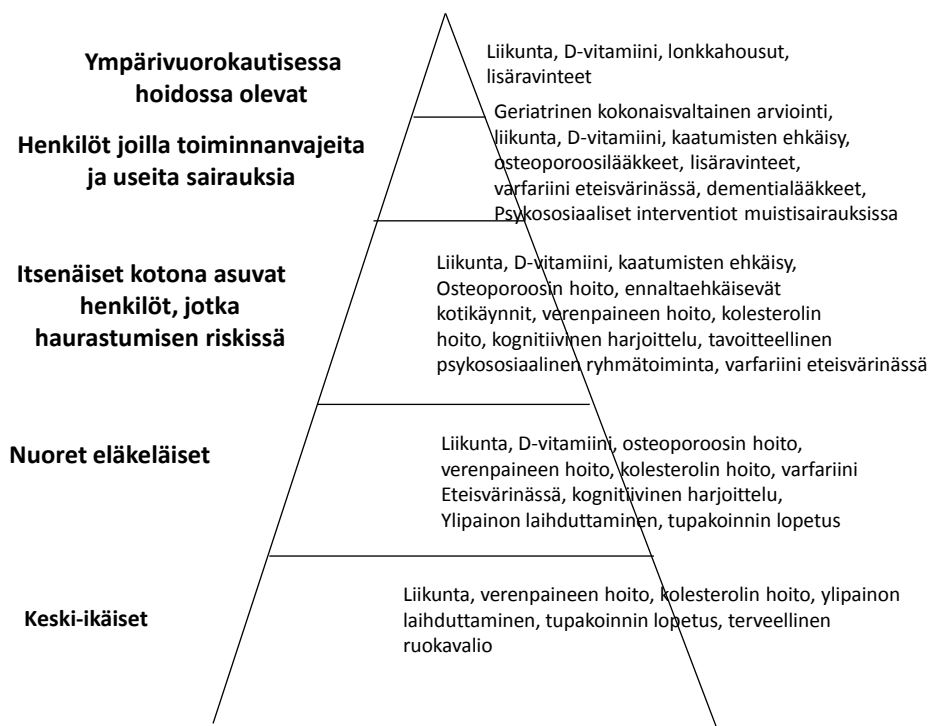 Ympärivuorokautisessa
hoidossa olevat
Liikunta, D-vitamiini, lonkkahousut,
lisäravinteet
Henkilöt joilla toiminnanvajeita
ja useita sairauksia
Geriatrinen kokonaisvaltainen arviointi,
liikunta, D-vitamiini, kaatumisten ehkäisy,
osteoporoosilääkkeet, lisäravinteet,
varfariini eteisvärinässä, dementialääkkeet,
Psykososiaaliset interventiot muistisairauksissa
Itsenäiset kotona asuvat
henkilöt, jotka
haurastumisen riskissä
Liikunta, D-vitamiini, kaatumisten ehkäisy,
Osteoporosin hoito, ennaltaehkäisevät
kotikäynnit, verenpaineen hoito, kolesterolin
hoito, kognitiivinen harjoittelu, tavoitteellinen
psykososiaalinen ryhmätoiminta, varfariini eteisvärinässä
Nuoret eläkeläiset
Liikunta, D-vitamiini, osteoporosin hoito,
verenpaineen hoito, kolesterolin hoito, varfariini
Eteisvärinässä, kognitiivinen harjoittelu,
Ylipainon laihduttaminen, tupakoinnin lopetus
Keski-ikäiset
Liikunta, verenpaineen hoito, kolesterolin hoito, ylipainon
laihduttaminen, tupakoinnin lopetus, terveellinen
ruokavalio